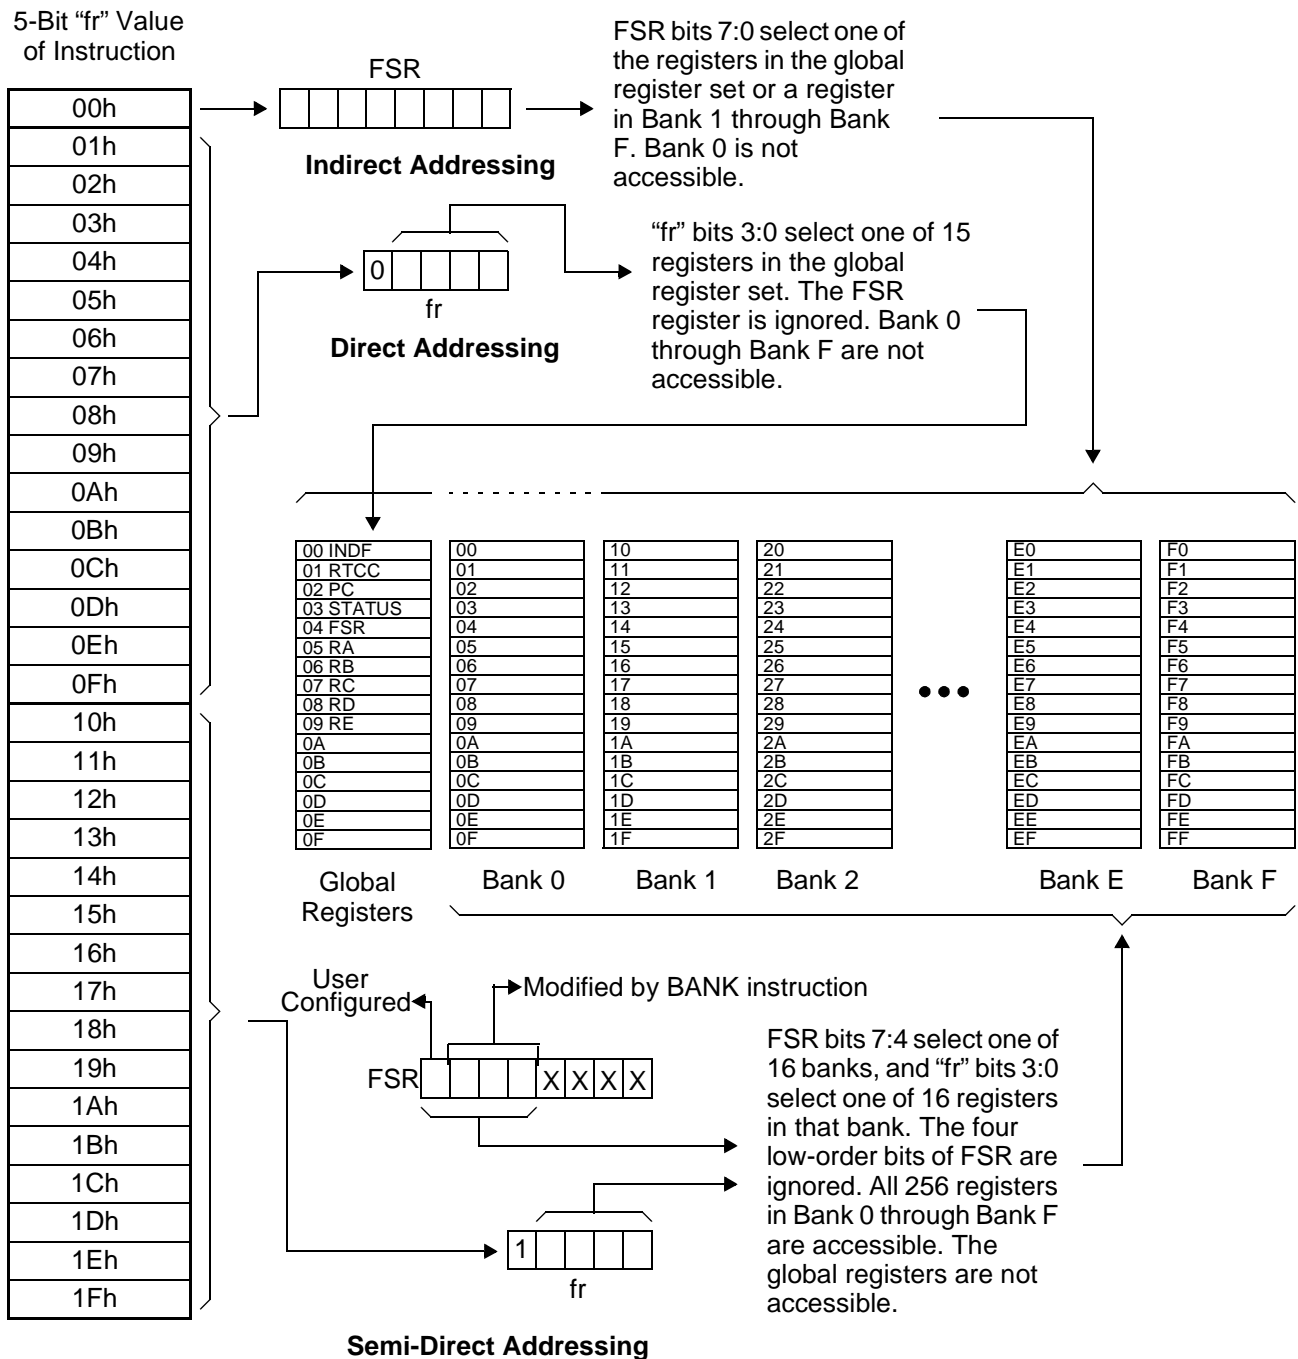 5-Bit “fr” Value
of Instruction
00h
01h
02h
03h
04h
05h
06h
07h
08h
09h
0Ah
0Bh
0Ch
0Dh
0Eh
0Fh
10h
11h
12h
13h
14h
15h
16h
17h
18h
19h
1Ah
1Bh
1Ch
1Dh
1Eh
1Fh
FSR
Indirect Addressing
FSR bits 7:0 select one of
the registers in the global
register set or a register
in Bank 1 through Bank
F. Bank 0 is not
accessible.
0
fr
Direct Addressing
“fr” bits 3:0 select one of 15
registers in the global
register set. The FSR
register is ignored. Bank 0
through Bank F are not
accessible.
00 INDF
01 RTCC
02 PC
03 STATUS
04 FSR
05 RA
06 RB
07 RC
08 RD
09 RE
0A
0B
0C
0D
0E
0F
Global
Registers
00
01
02
03
04
05
06
07
08
09
0A
0B
0C
0D
0E
0F
Bank 0
10
11
12
13
14
15
16
17
18
19
1A
1B
1C
1D
1E
1F
Bank 1
20
21
22
23
24
25
26
27
28
29
2A
2B
2C
2D
2E
2F
Bank 2
E0
E1
E2
E3
E4
E5
E6
E7
E8
E9
EA
EB
EC
ED
EE
EF
Bank E
F0
F1
F2
F3
F4
F5
F6
F7
F8
F9
FA
FB
FC
FD
FE
FF
Bank F
User
Configured
Modified by BANK instruction
FSR
X X X X
1
fr
FSR bits 7:4 select one of
16 banks, and “fr” bits 3:0
select one of 16 registers
in that bank. The four
low-order bits of FSR are
ignored. All 256 registers
in Bank 0 through Bank F
are accessible. The
global registers are not
accessible.
Semi-Direct Addressing